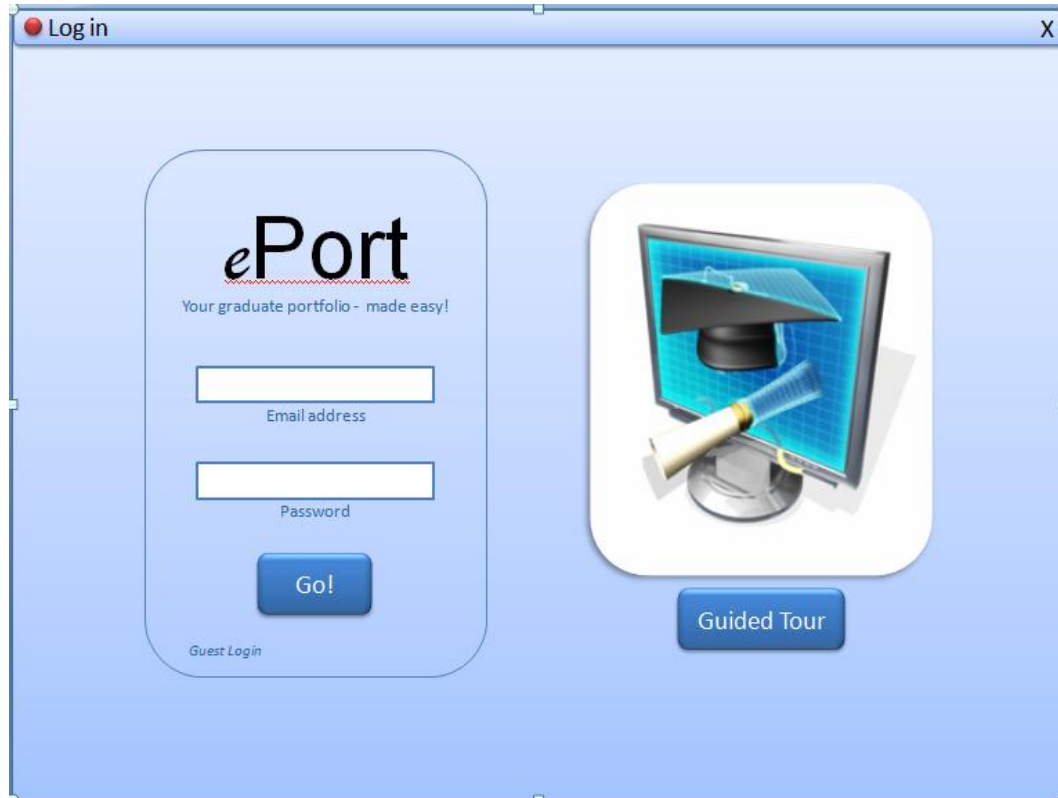 Log in
X
ePort
Your graduate portfolio - made easy!
Email address
Password
Go!
Guest Login
Guided Tour